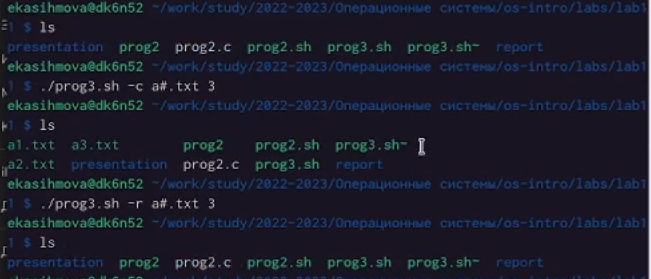 ekasihmova@dk6n52 ~/work/study/2022-2023/Операционные системы/os-intro/labs/lab1
1 $ ls
presentation prog2 prog2.c prog2.sh prog3.sh prog3.sh~ report
ekasihmova@dk6n52 ~/work/study/2022-2023/Операционные системы/os-intro/labs/lab1
1 $ ./prog3.sh -c a#.txt 3
ekasihmova@dk6n52 ~/work/study/2022-2023/Операционные системы/os-intro/labs/lab1
1 $ ls
a1.txt a3.txt prog2 prog2.sh prog3.sh~
a2.txt presentation prog2.c prog3.sh report
ekasihmova@dk6n52 ~/work/study/2022-2023/Операционные системы/os-intro/labs/lab1
1 $ ./prog3.sh -r a#.txt 3
ekasihmova@dk6n52 ~/work/study/2022-2023/Операционные системы/os-intro/labs/lab1
1 $ ls
presentation prog2 prog2.c prog2.sh prog3.sh prog3.sh~ report